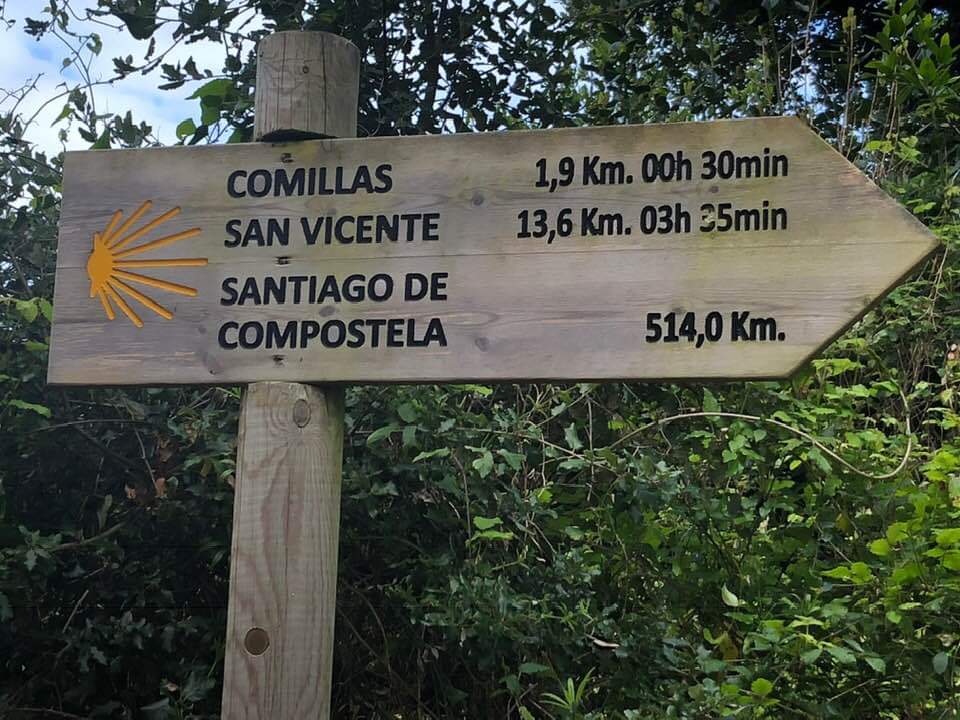 COMILLAS 1,9 Km. 00h 30min
SAN VICENTE 13,6 Km. 03h 35min
SANTIAGO DE
COMPOSTELA 514,0 Km.